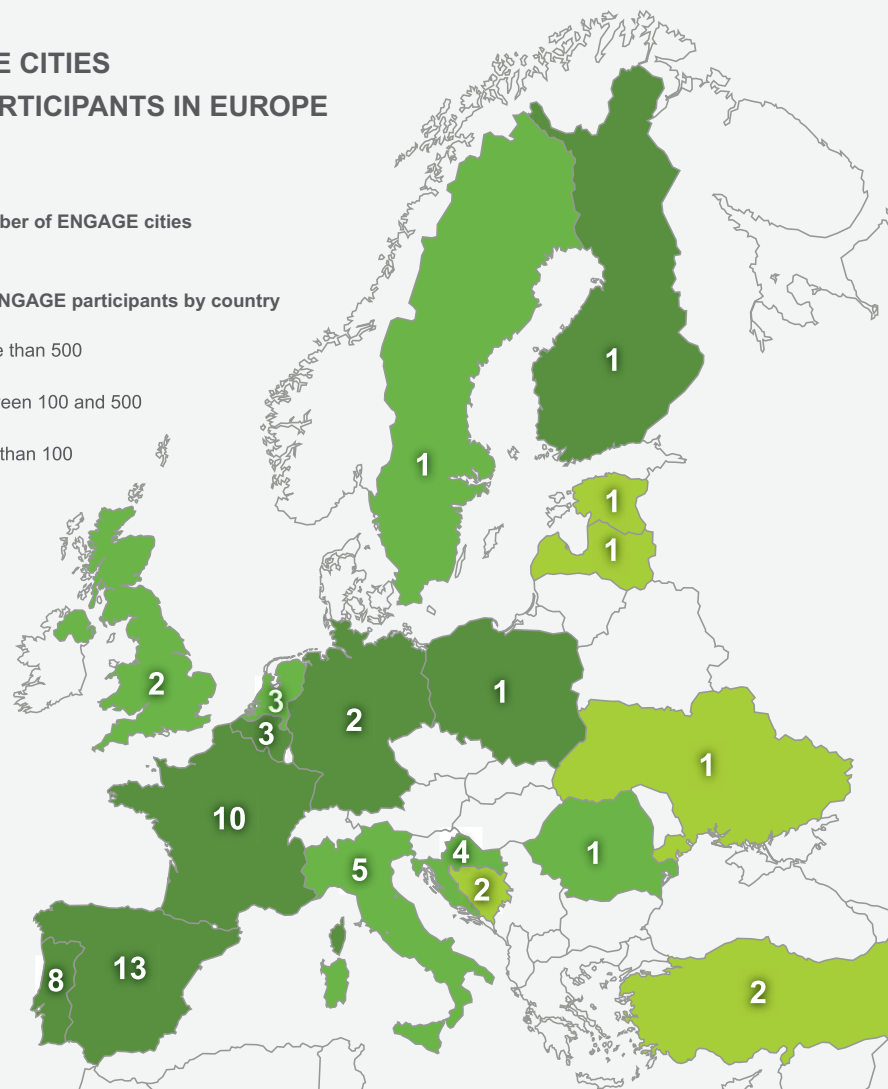 E CITIES
RTICIPANTS IN EUROPE
ber of ENGAGE cities
NGAGE participants by country
e than 500
1
een 100 and 500
than 100
1
1
1
2
3
1
2
3
1
10
4
1
5
2
13
8
2